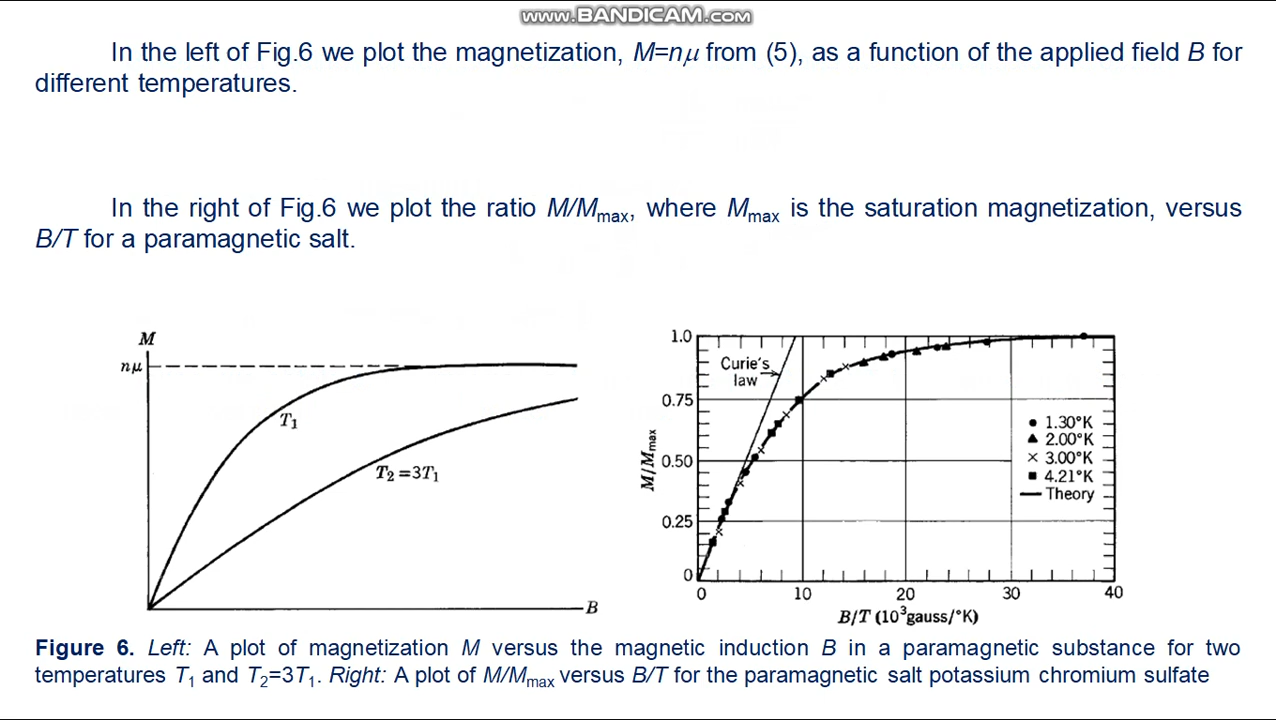 www.BANDICAM.com
In the left of Fig.6 we plot the magnetization, M=nμ from (5), as a function of the applied field B for
different temperatures.
In the right of Fig.6 we plot the ratio M/Mmax, where Mmax is the saturation magnetization, versus
B/T for a paramagnetic salt.
M
nμ
T1
T2=3T1
B
1.0
0.75
0.50
0.25
0
M/Mmax
Curie's
law
1.30°K
2.00°K
3.00°K
4.21°K
Theory
0 10 20 30 40
B/T (10³gauss/°K)
Figure 6. Left: A plot of magnetization M versus the magnetic induction B in a paramagnetic substance for two
temperatures T1 and T2=3T1. Right: A plot of M/Mmax versus B/T for the paramagnetic salt potassium chromium sulfate